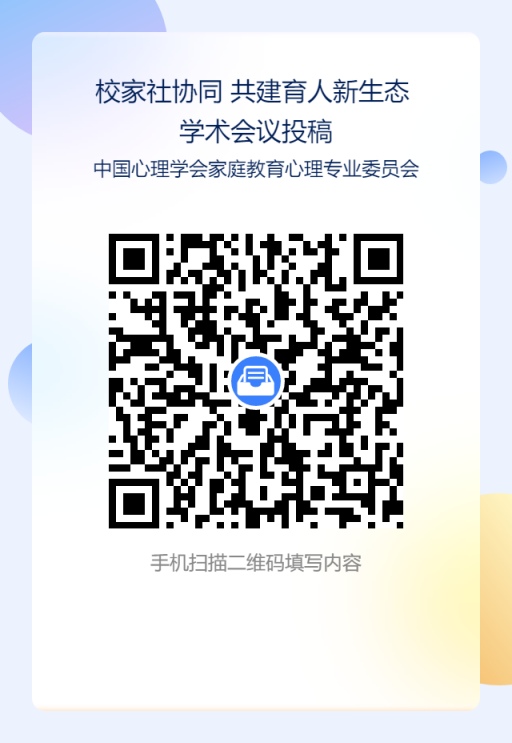 校家社协同 共建育人新生态
学术会议投稿
中国心理学会家庭教育心理专业委员会
手机扫描二维码填写内容